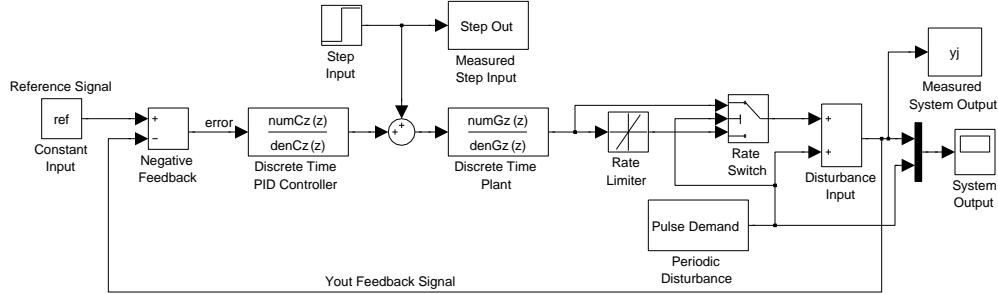 Step
Input
Step Out
Measured
Step Input
yj
Measured
System Output
Reference Signal
ref
Constant
Input
+
−
Negative
Feedback
error
numCz(z)
denCz(z)
Discrete Time
PID Controller
+
+
numGz(z)
denGz(z)
Discrete Time
Plant
Rate
Limiter
Rate
Switch
+
+
Disturbance
Input
System
Output
Pulse Demand
Periodic
Disturbance
Yout Feedback Signal